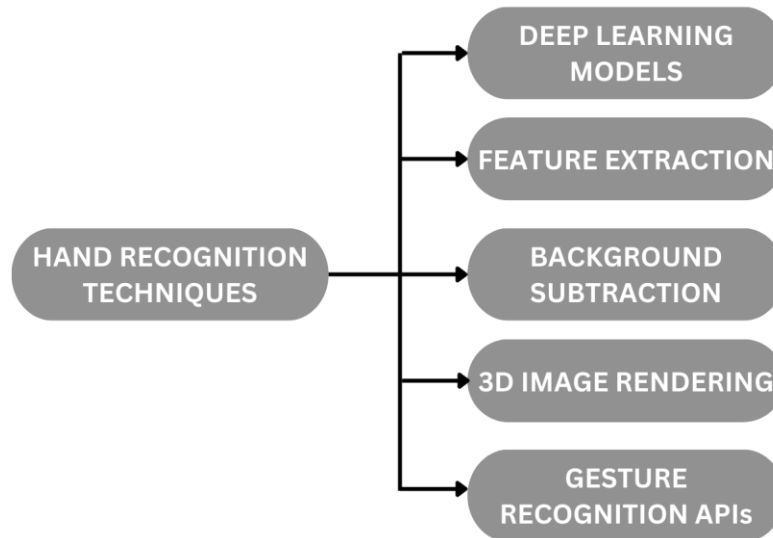 DEEP LEARNING
MODELS
FEATURE EXTRACTION
HAND RECOGNITION
TECHNIQUES
BACKGROUND
SUBTRACTION
3D IMAGE RENDERING
GESTURE
RECOGNITION APIs